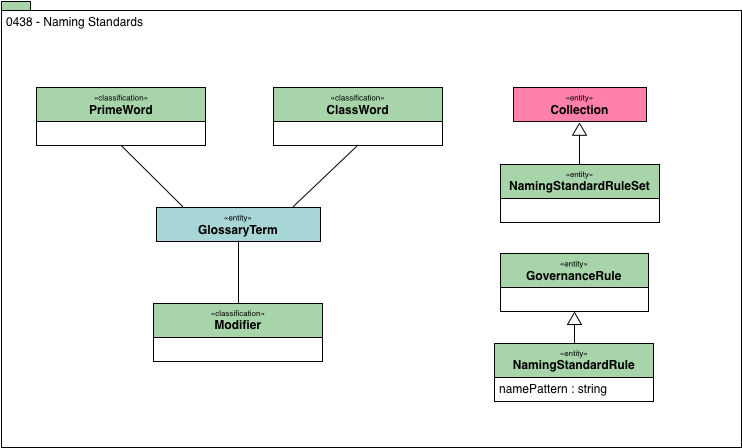 0438 - Naming Standards
«classification»
PrimeWord
«classification»
ClassWord
«entity»
Collection
«entity»
NamingStandardRuleSet
«entity»
GlossaryTerm
«entity»
GovernanceRule
«classification»
Modifier
«entity»
NamingStandardRule
namePattern : string